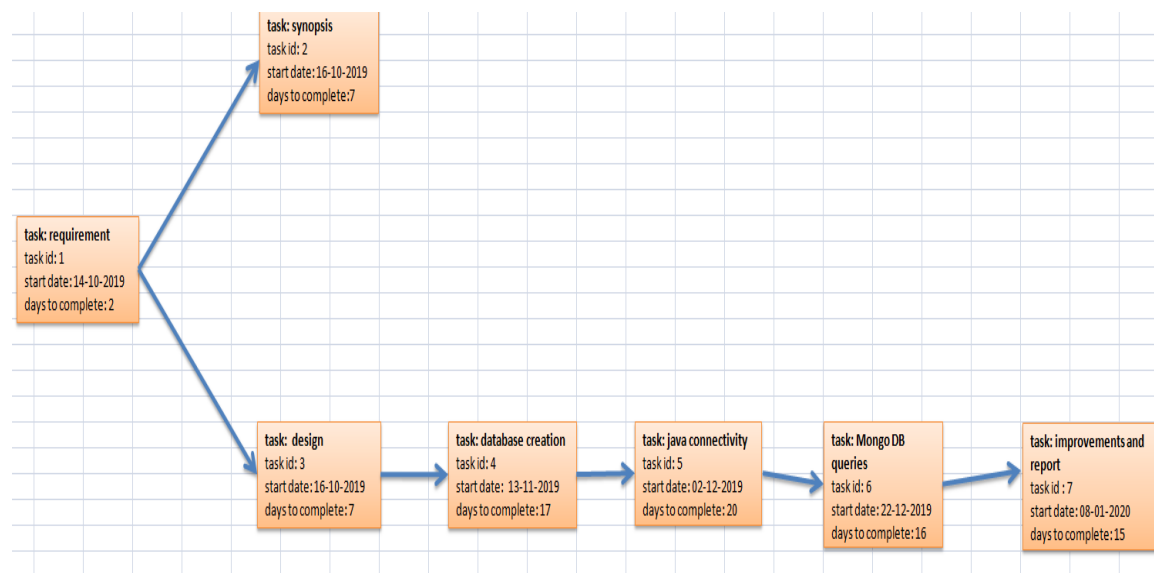 task: synopsis
task id: 2
start date: 16-10-2019
days to complete:7
task: requirement
task id: 1
start date: 14-10-2019
days to complete: 2
task:  design
task id: 3
start date: 16-10-2019
days to complete:7
task: database creation
task id: 4
start date:  13-11-2019
days to complete: 17
task: java connectivity
task id: 5
start date: 02-12-2019
days to complete: 20
task: Mongo DB
queries
task id: 6
start date: 22-12-2019
days to complete: 16
task: improvements and
report
task id : 7
start date: 08-01-2020
days to complete: 15